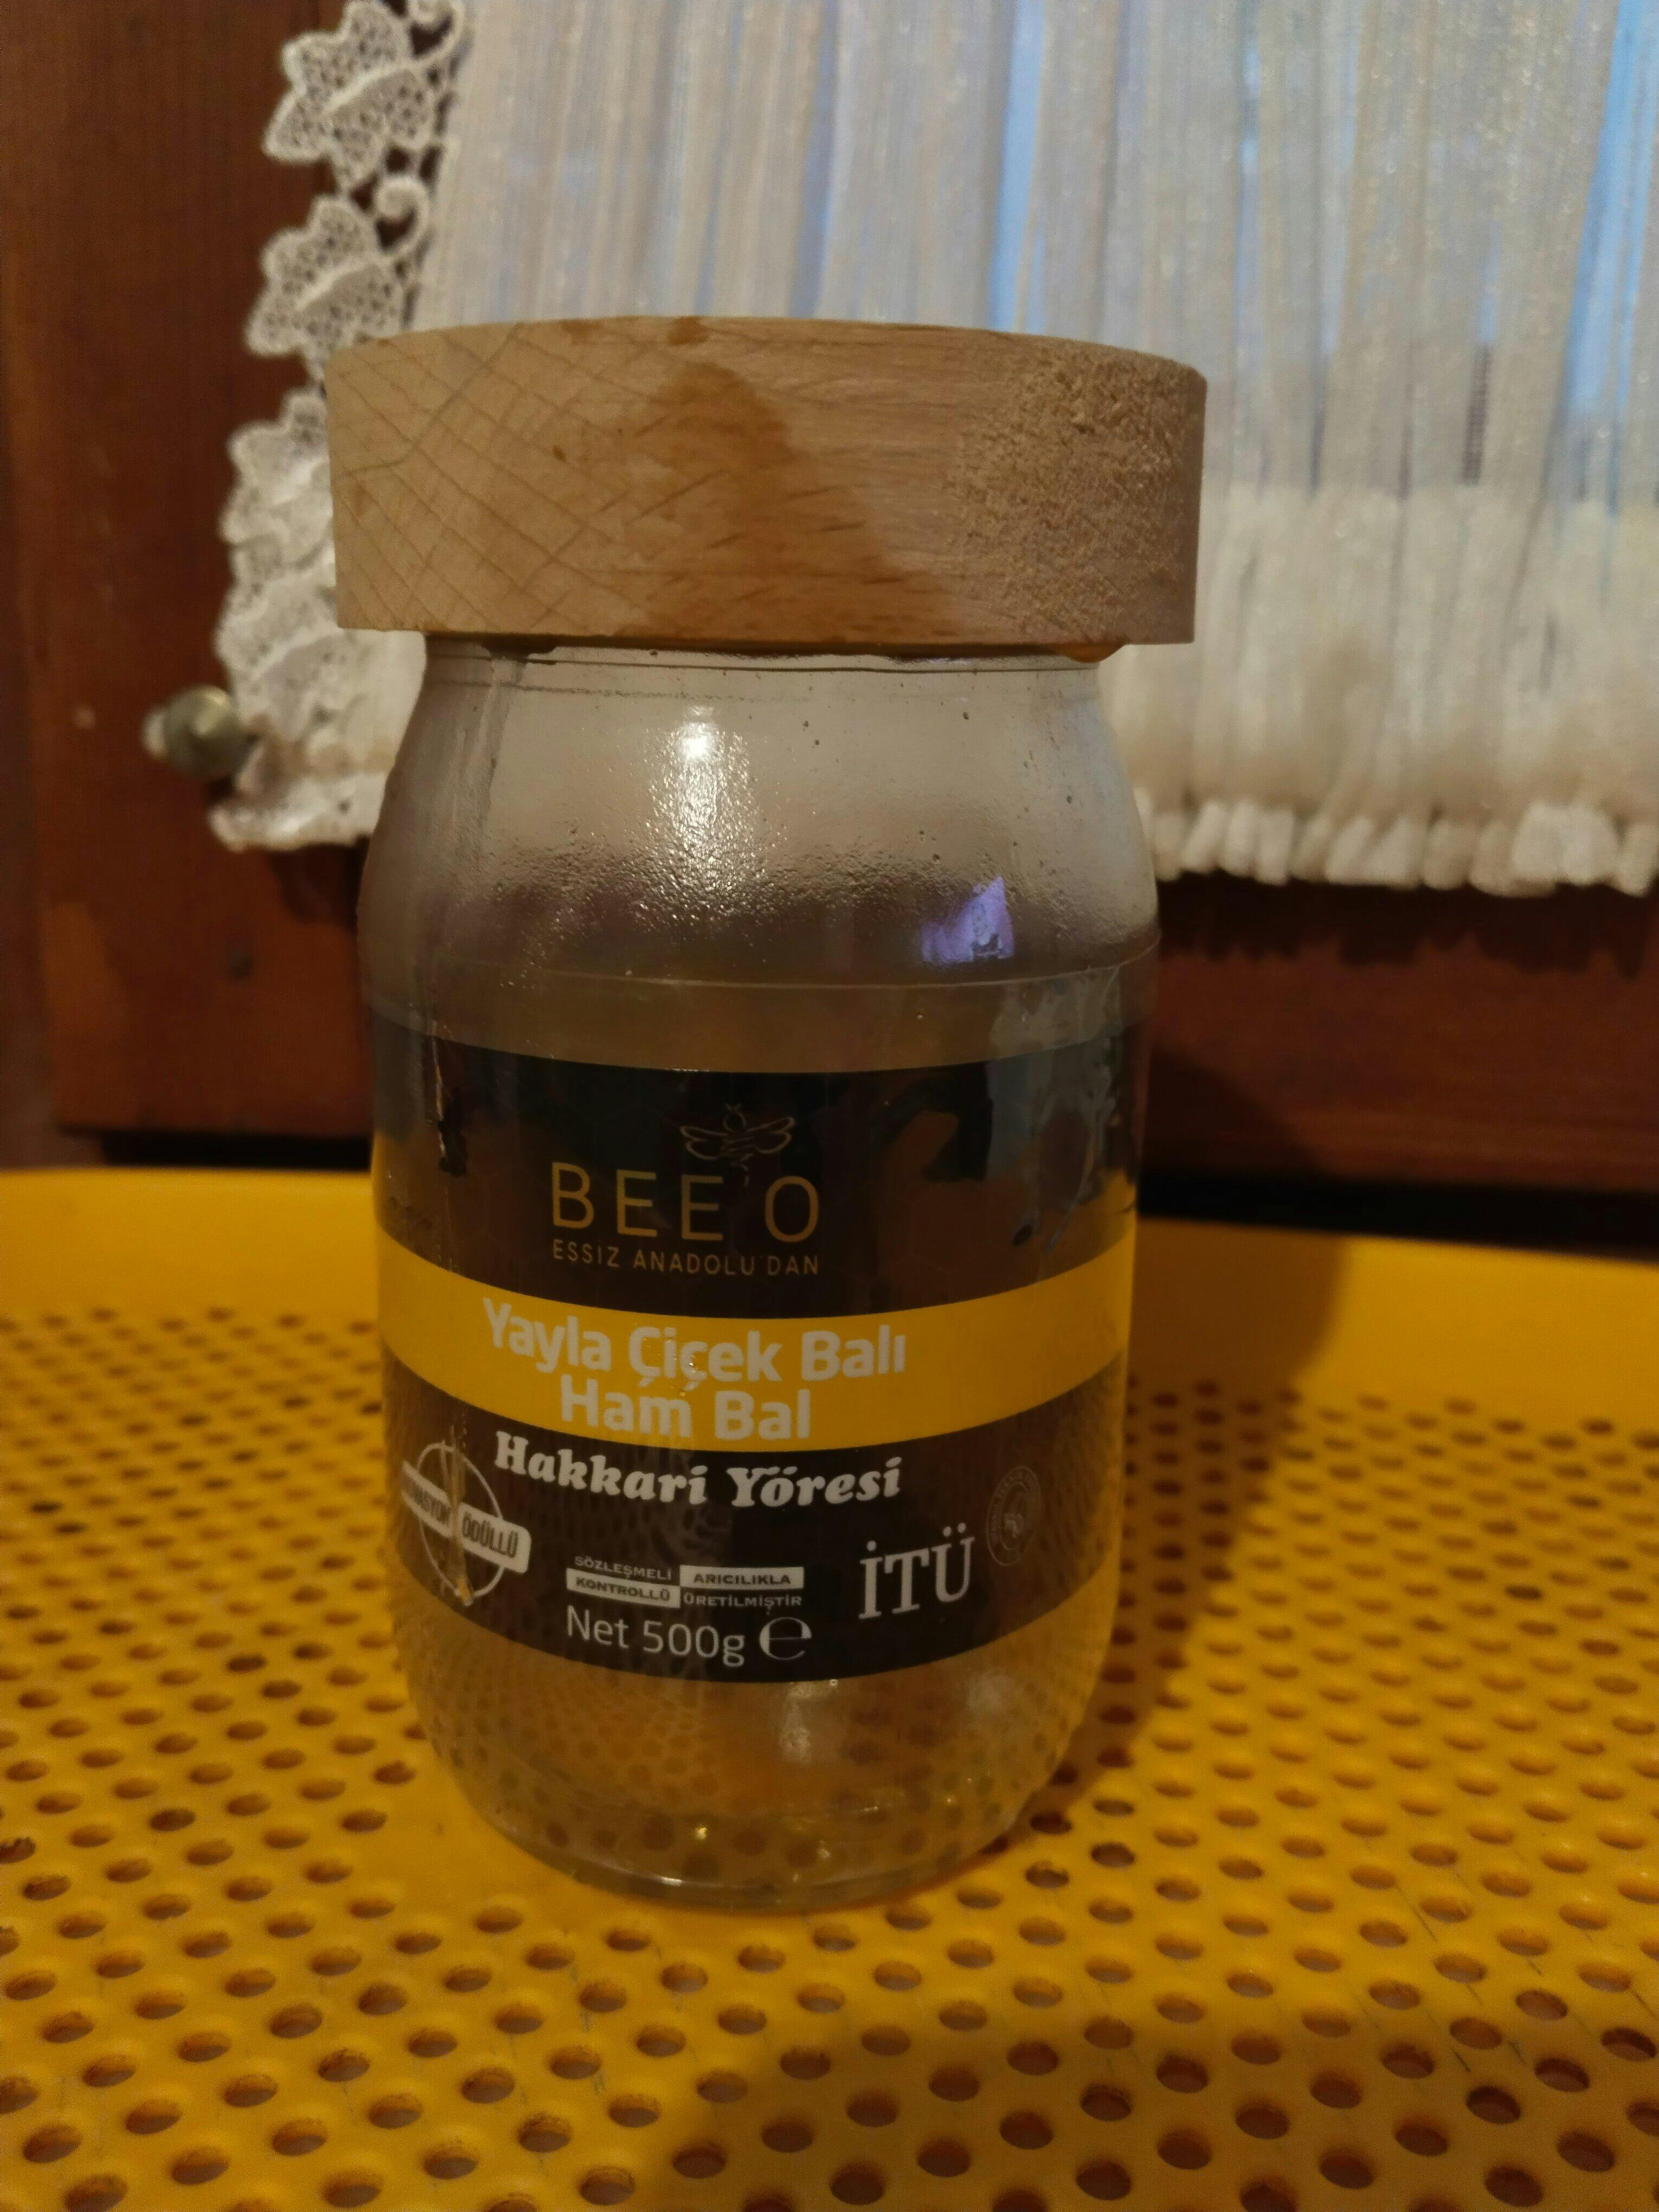 BEE'O
ESSIZ ANADOLU'DAN
Yayla Çiçek Balı
Ham Bal
Hakkari Yöresi
ÖDÜLLÜ
SÖZLEŞMELİ ARICILIKLA
KONTROLLÜ ÜRETİLMİŞTİR
İTÜ
Net 500g ℮